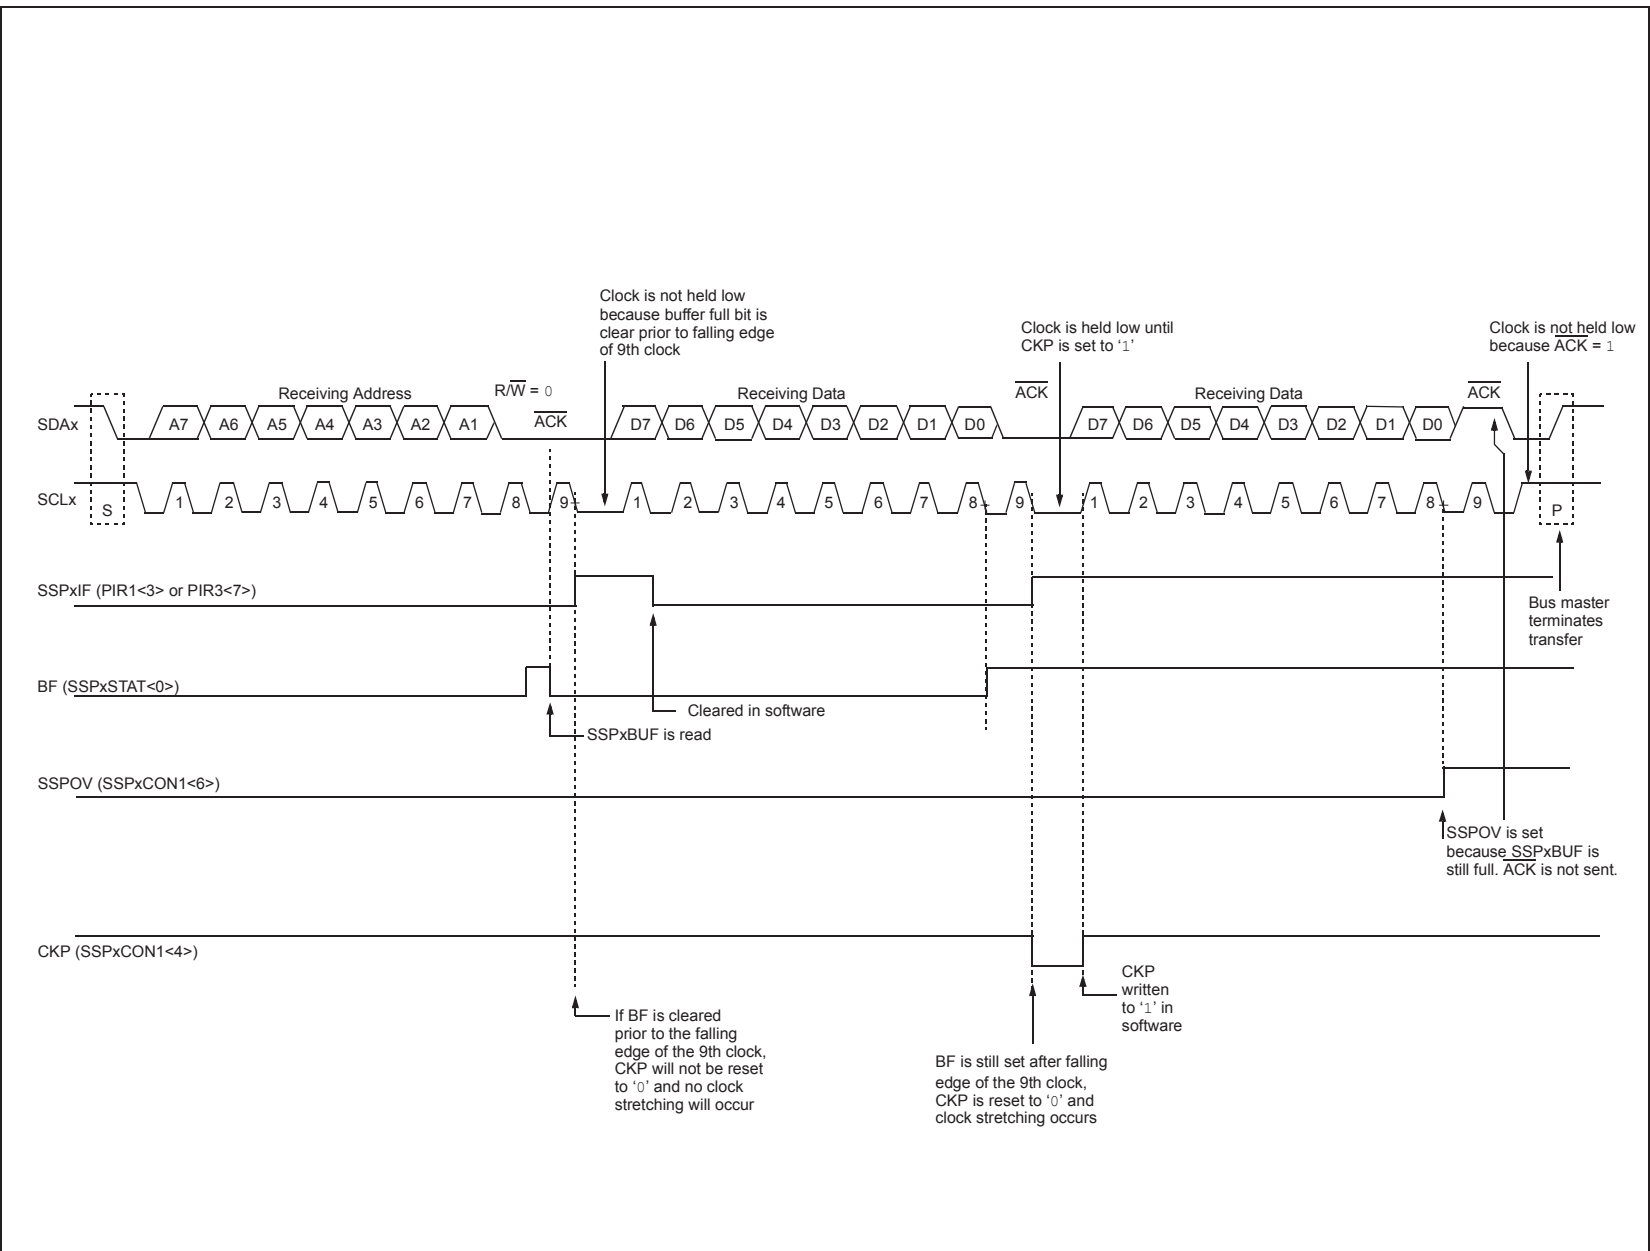 Clock is not held low
because buffer full bit is
clear prior to falling edge
of 9th clock
Clock is held low until
CKP is set to ‘1’
Clock is not held low
because A̅C̅K̅ = 1
SDAx
Receiving Address
R/W̅ = 0
A̅C̅K̅
Receiving Data
A̅C̅K̅
Receiving Data
A̅C̅K̅
A7 A6 A5 A4 A3 A2 A1
D7 D6 D5 D4 D3 D2 D1 D0
D7 D6 D5 D4 D3 D2 D1 D0
SCLx
S
1 2 3 4 5 6 7 8 9
1 2 3 4 5 6 7 8 9
1 2 3 4 5 6 7 8 9
P
SSPxIF (PIR1<3> or PIR3<7>)
Bus master
terminates
transfer
BF (SSPxSTAT<0>)
Cleared in software
SSPxBUF is read
SSPOV (SSPxCON1<6>)
SSPOV is set
because SSPxBUF is
still full. A̅C̅K̅ is not sent.
CKP (SSPxCON1<4>)
CKP
written
to ‘1’ in
software
If BF is cleared
prior to the falling
edge of the 9th clock,
CKP will not be reset
to ‘0’ and no clock
stretching will occur
BF is still set after falling
edge of the 9th clock,
CKP is reset to ‘0’ and
clock stretching occurs